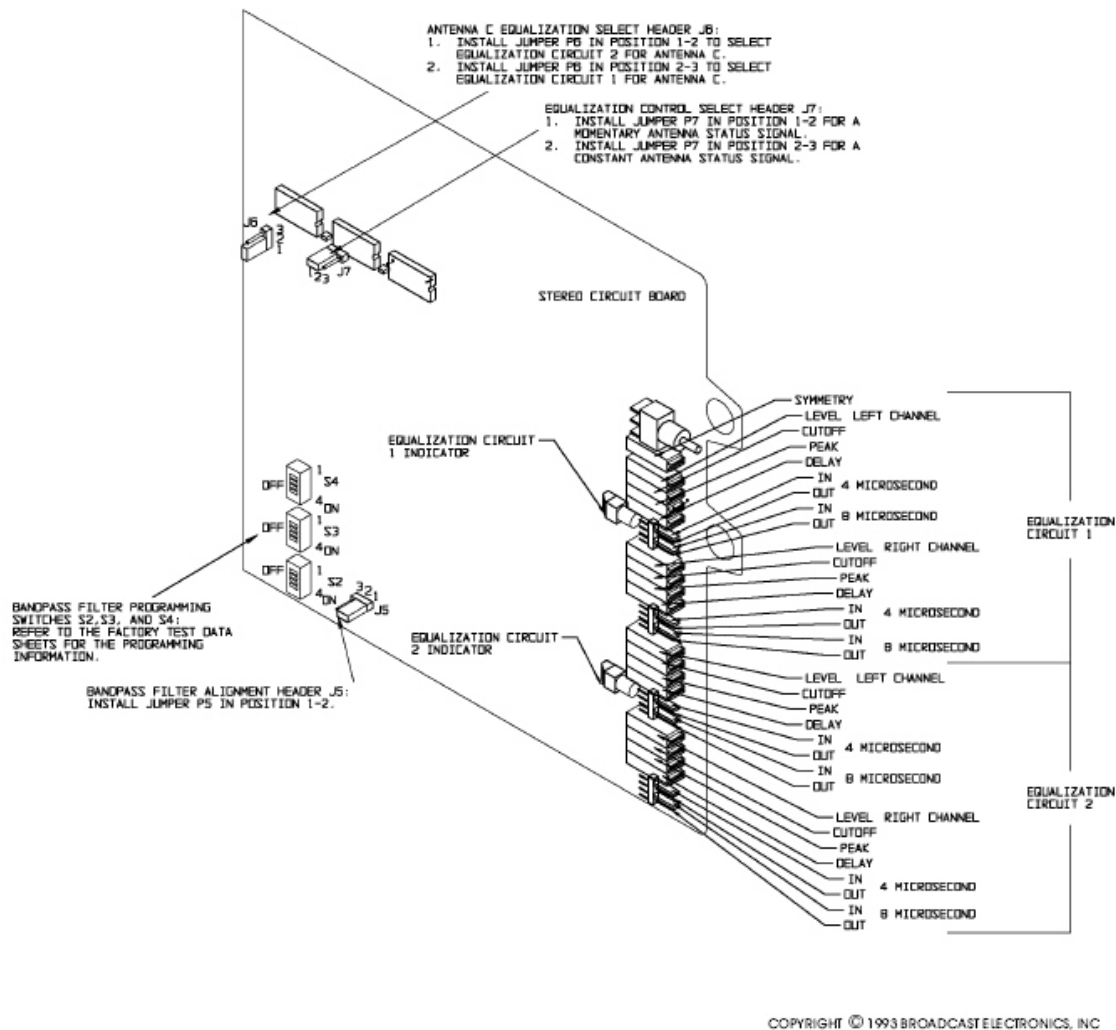 ANTENNA C EQUALIZATION SELECT HEADER J6:
1. INSTALL JUMPER P6 IN POSITION 1-2 TO SELECT
EQUALIZATION CIRCUIT 2 FOR ANTENNA C.
2. INSTALL JUMPER P6 IN POSITION 2-3 TO SELECT
EQUALIZATION CIRCUIT 1 FOR ANTENNA C.
EQUALIZATION CONTROL SELECT HEADER J7:
1. INSTALL JUMPER P7 IN POSITION 1-2 FOR A
MOMENTARY ANTENNA STATUS SIGNAL.
2. INSTALL JUMPER P7 IN POSITION 2-3 FOR A
CONSTANT ANTENNA STATUS SIGNAL.
J6
3
2
1
1 2 3 J7
STEREO CIRCUIT BOARD
SYMMETRY
LEVEL LEFT CHANNEL
CUTOFF
PEAK
DELAY
IN
OUT
4 MICROSECOND
IN
OUT
8 MICROSECOND
EQUALIZATION CIRCUIT
1 INDICATOR
LEVEL RIGHT CHANNEL
CUTOFF
PEAK
DELAY
IN
OUT
4 MICROSECOND
IN
OUT
8 MICROSECOND
EQUALIZATION
CIRCUIT 1
OFF 1 S4
4 ON
OFF 1 S3
4 ON
OFF 1 S2
4 ON
3 2 1 J5
BANDPASS FILTER PROGRAMMING
SWITCHES S2,S3, AND S4:
REFER TO THE FACTORY TEST DATA
SHEETS FOR THE PROGRAMMING
INFORMATION.
BANDPASS FILTER ALIGNMENT HEADER J5:
INSTALL JUMPER P5 IN POSITION 1-2.
EQUALIZATION CIRCUIT
2 INDICATOR
LEVEL LEFT CHANNEL
CUTOFF
PEAK
DELAY
IN
OUT
4 MICROSECOND
IN
OUT
8 MICROSECOND
LEVEL RIGHT CHANNEL
CUTOFF
PEAK
DELAY
IN
OUT
4 MICROSECOND
IN
OUT
8 MICROSECOND
EQUALIZATION
CIRCUIT 2
COPYRIGHT © 1993 BROADCAST ELECTRONICS, INC